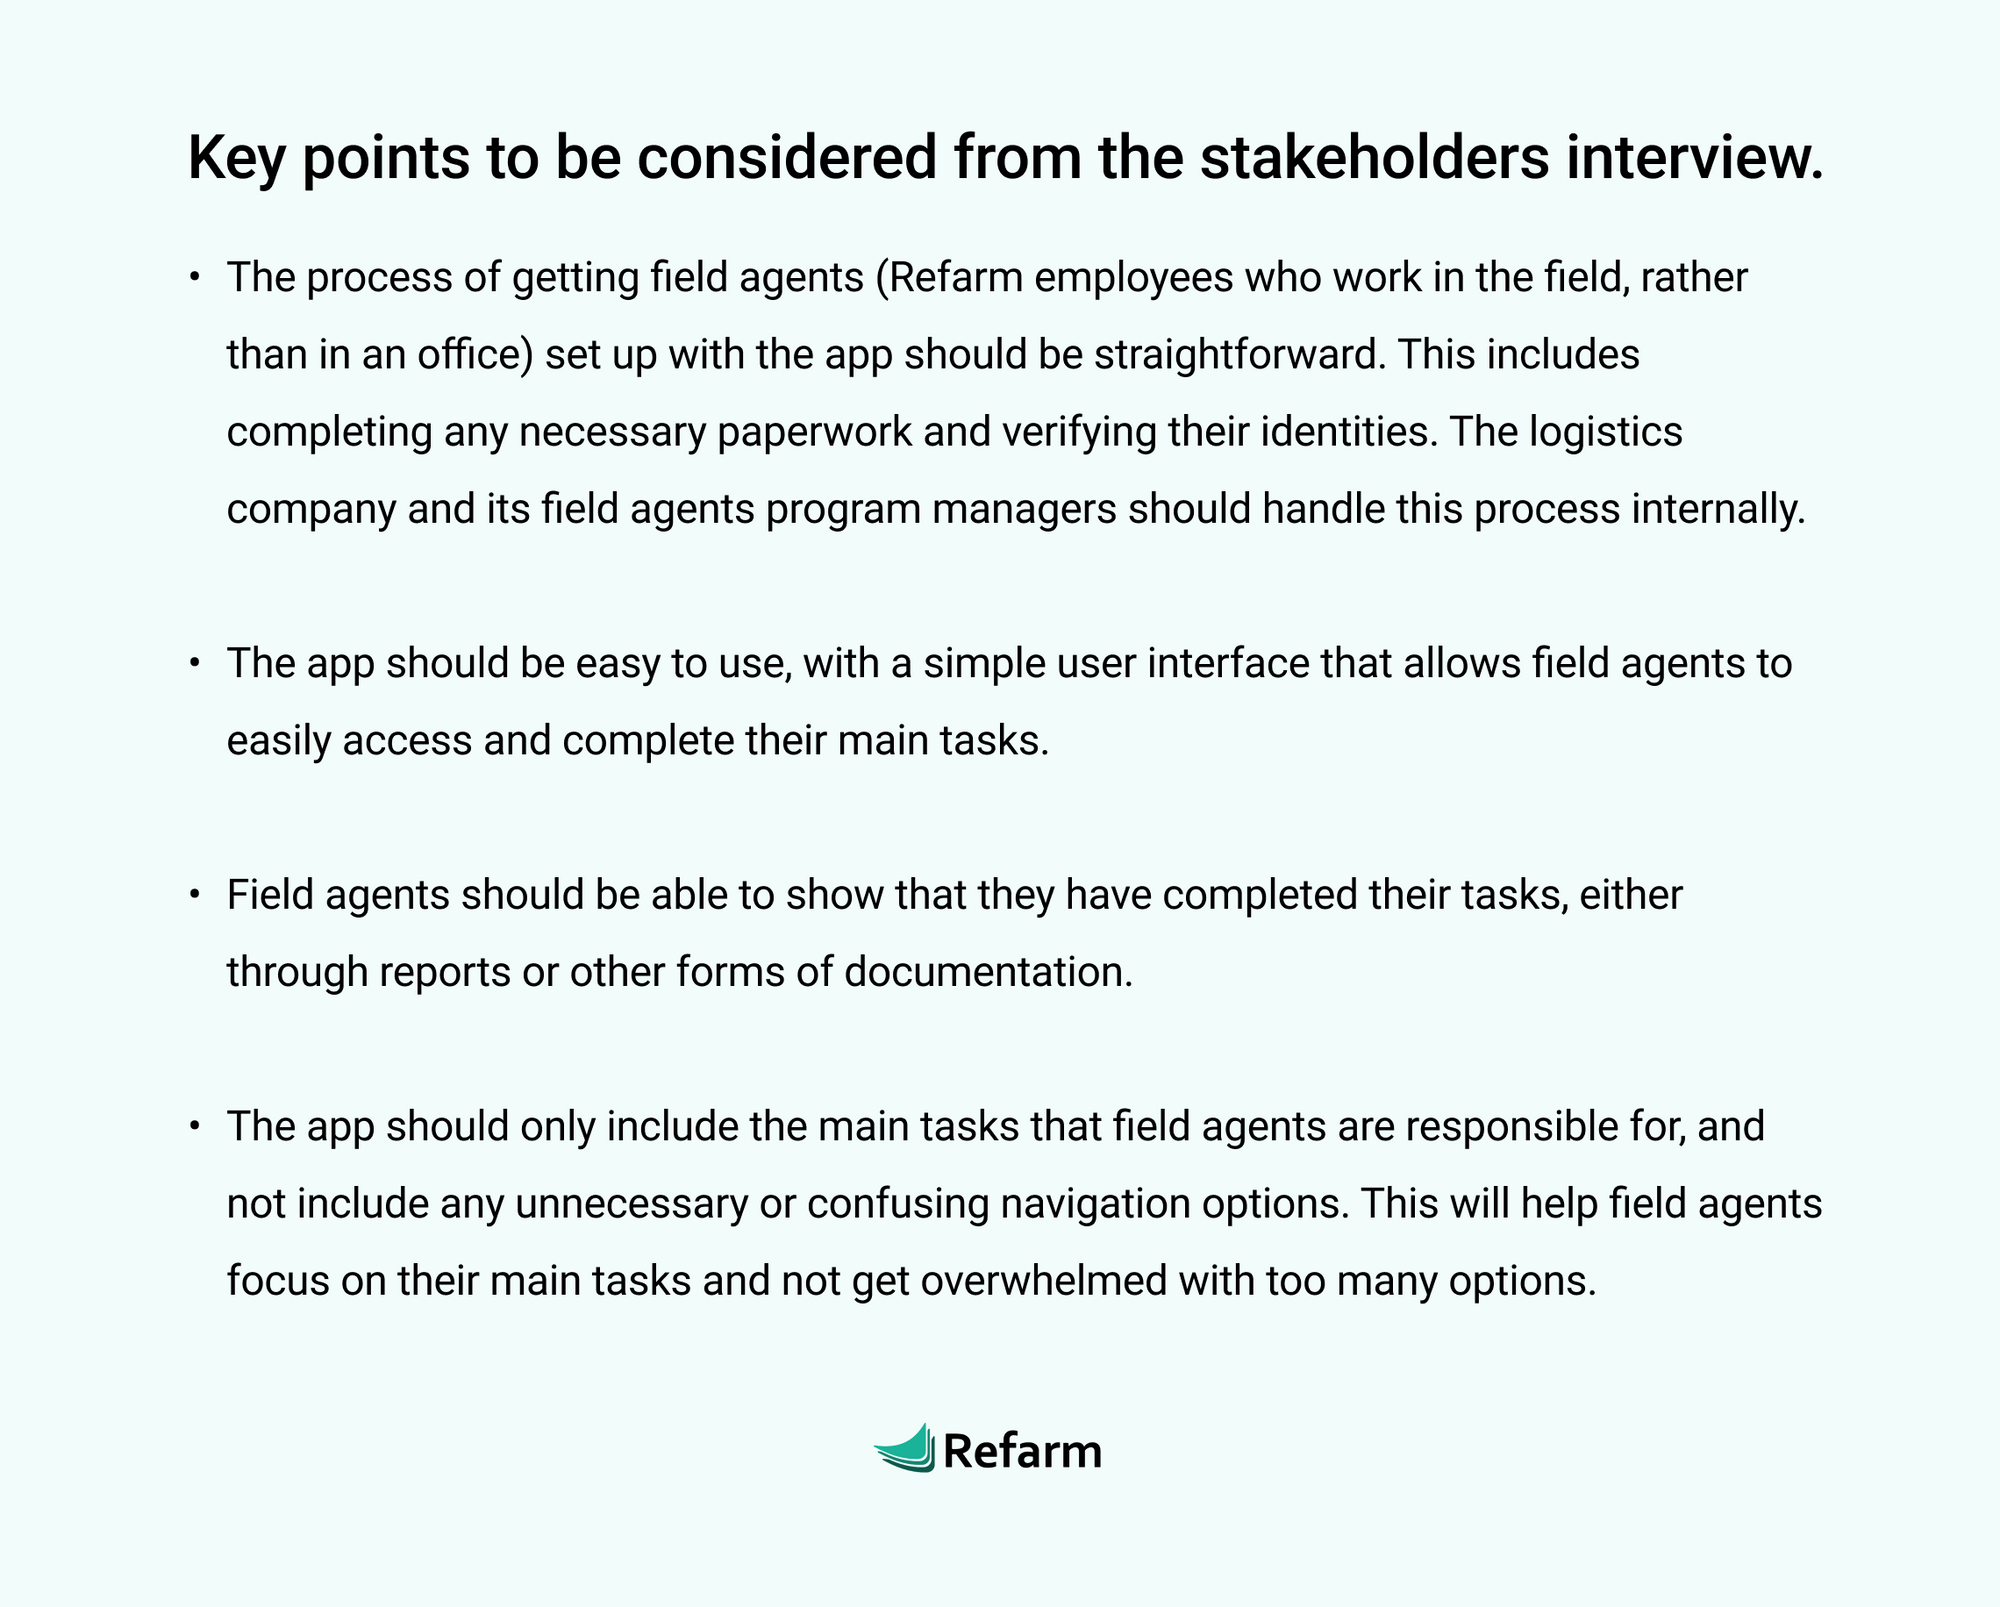 Key points to be considered from the stakeholders interview.
• The process of getting field agents (Refarm employees who work in the field, rather
than in an office) set up with the app should be straightforward. This includes
completing any necessary paperwork and verifying their identities. The logistics
company and its field agents program managers should handle this process internally.
• The app should be easy to use, with a simple user interface that allows field agents to
easily access and complete their main tasks.
• Field agents should be able to show that they have completed their tasks, either
through reports or other forms of documentation.
• The app should only include the main tasks that field agents are responsible for, and
not include any unnecessary or confusing navigation options. This will help field agents
focus on their main tasks and not get overwhelmed with too many options.
Refarm